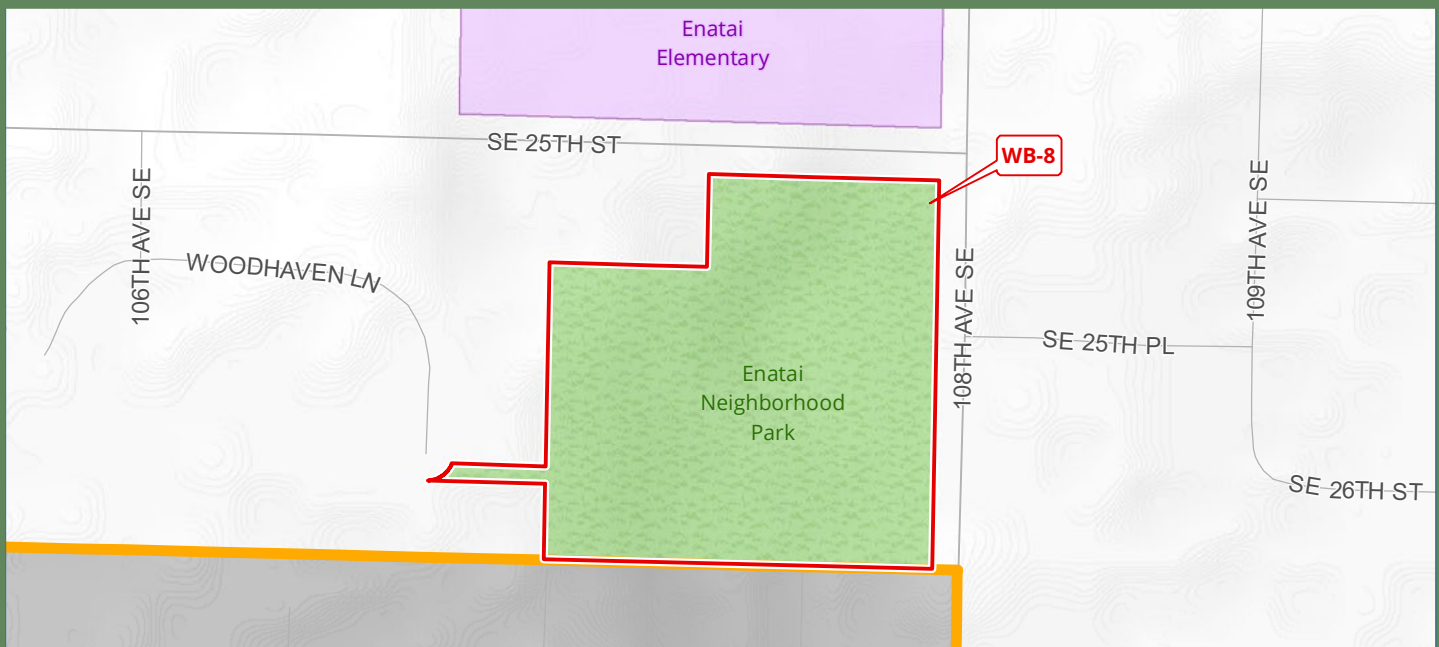 Enatai
Elementary
SE 25TH ST
WB-8
106TH AVE SE
WOODHAVEN LN
108TH AVE SE
109TH AVE SE
SE 25TH PL
Enatai
Neighborhood
Park
SE 26TH ST